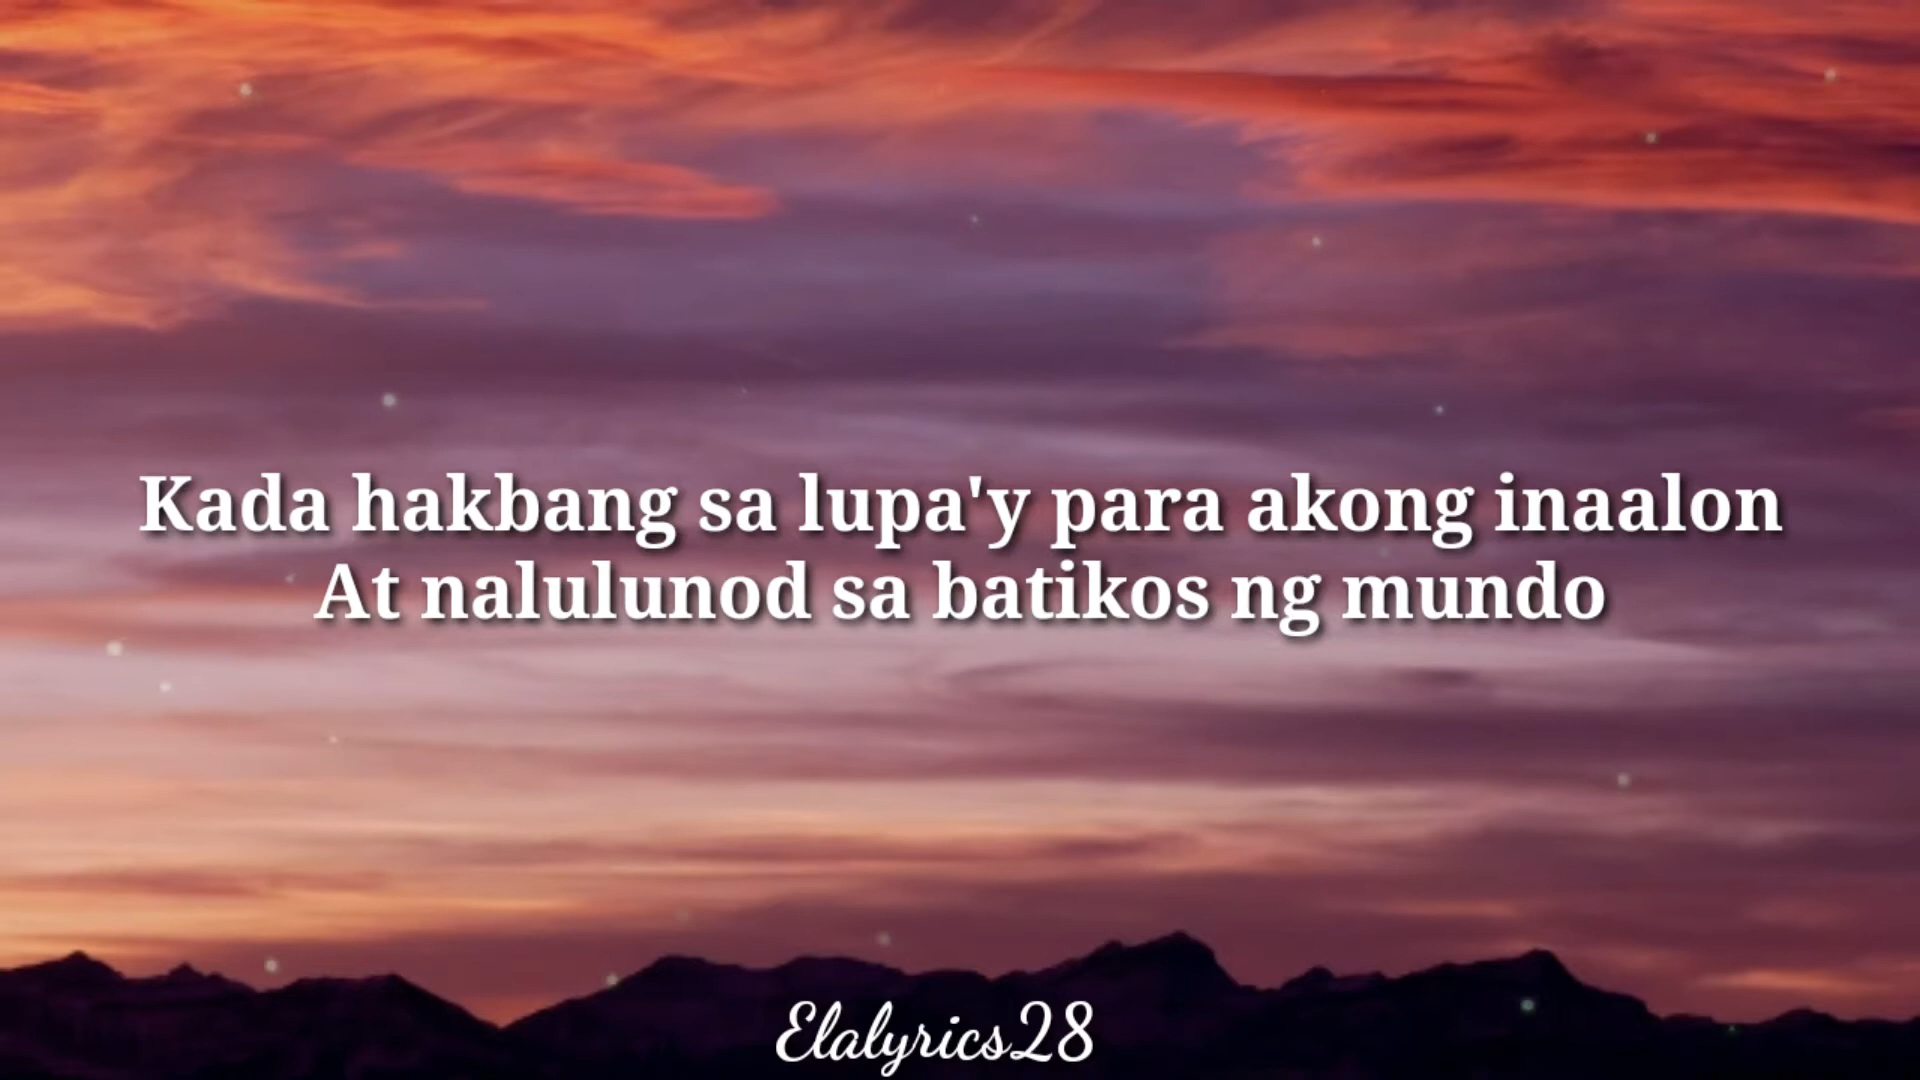 Kada hakbang sa lupa'y para akong inaalon
At nalulunod sa batikos ng mundo
Elalyrics28